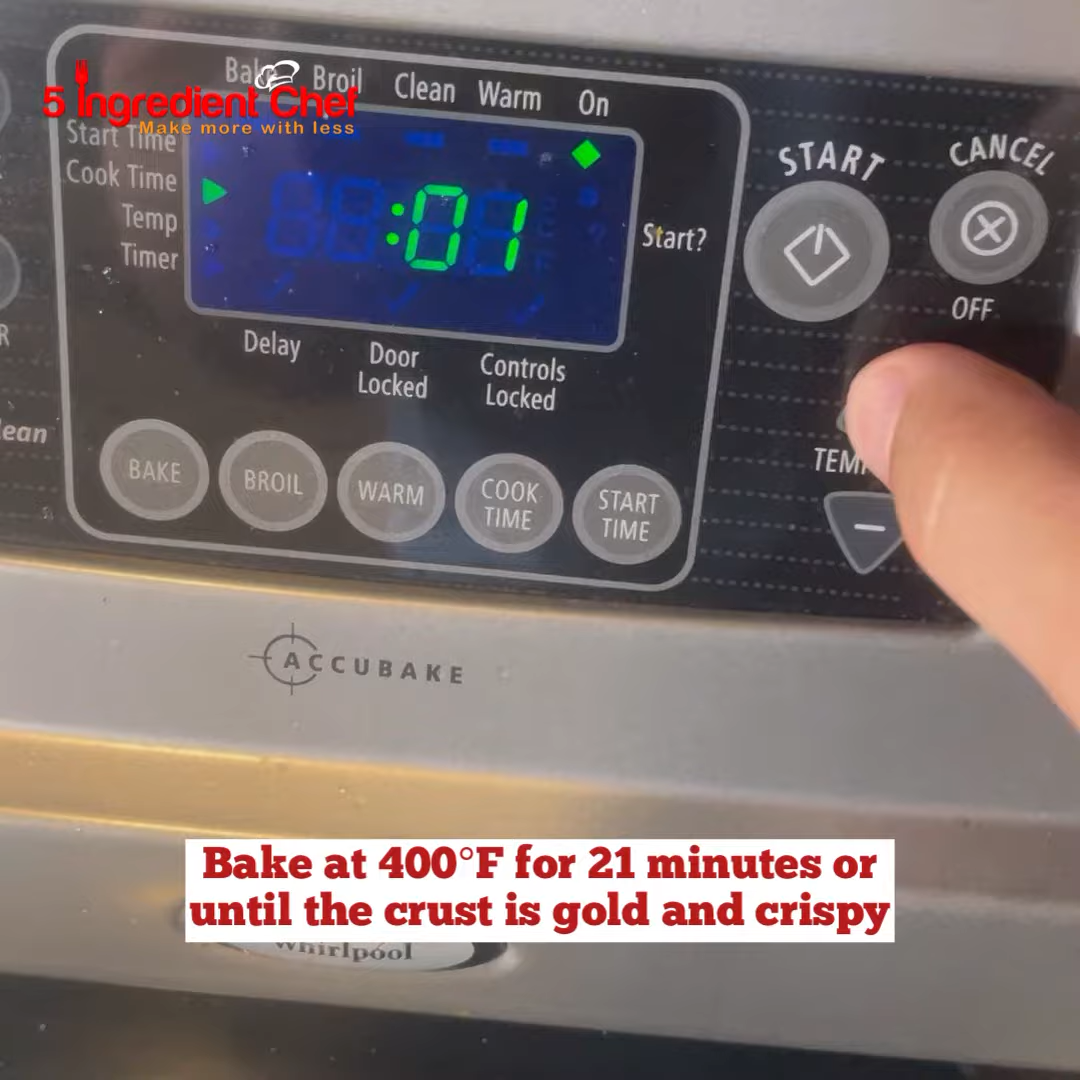 Bake Broil Clean Warm On
5 Ingredient Chef
Make more with less
Start Time
Cook Time
Temp
Timer
:01
Start?
START
CANCEL
OFF
Delay
Door
Locked
Controls
Locked
BAKE
BROIL
WARM
COOK
TIME
START
TIME
ACCUBAKE
Bake at 400°F for 21 minutes or
until the crust is gold and crispy
Whirlpool